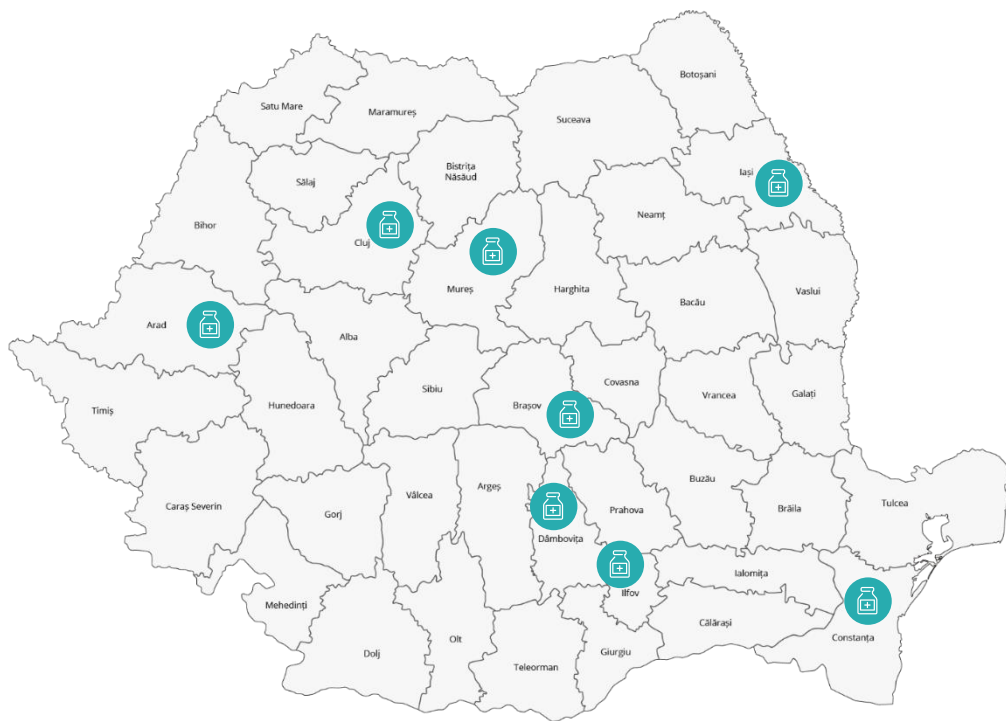 Botoșani
Satu Mare
Maramureș
Suceava
Bistrița
Năsăud
Iași
Sălaj
Neamț
Bihor
Cluj
Mureș
Harghita
Bacău
Vaslui
Arad
Alba
Sibiu
Covasna
Brașov
Vrancea
Galați
Timiș
Hunedoara
Caraș Severin
Gorj
Vâlcea
Argeș
Prahova
Buzău
Brăila
Tulcea
Dâmbovița
Ialomița
Ilfov
Mehedinți
Călărași
Constanța
Dolj
Olt
Teleorman
Giurgiu